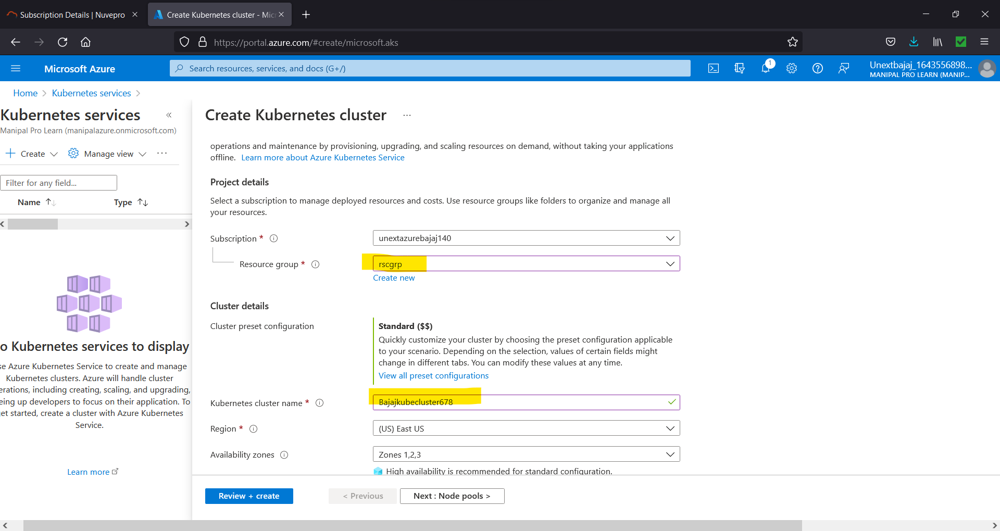 Subscription Details | Nuvepro
Create Kubernetes cluster - Mic
https://portal.azure.com/#create/microsoft.aks
Microsoft Azure
Search resources, services, and docs (G+/)
1
Unextbajaj_1643556898...
MANIPAL PRO LEARN (MANIP...
Home > Kubernetes services >
Kubernetes services
«
Manipal Pro Learn (manipalazure.onmicrosoft.com)
+ Create
Manage view
...
Filter for any field...
Name
Type
o Kubernetes services to display
se Azure Kubernetes Service to create and manage
Kubernetes clusters. Azure will handle cluster
erations, including creating, scaling, and upgrading,
eing up developers to focus on their application. To
et started, create a cluster with Azure Kubernetes
Service.
Learn more
Create Kubernetes cluster
...
operations and maintenance by provisioning, upgrading, and scaling resources on demand, without taking your applications
offline. Learn more about Azure Kubernetes Service
Project details
Select a subscription to manage deployed resources and costs. Use resource groups like folders to organize and manage all
your resources.
Subscription *
unextazurebajaj140
Resource group *
rscgrp
Create new
Cluster details
Cluster preset configuration
Standard ($$)
Quickly customize your cluster by choosing the preset configuration applicable
to your scenario. Depending on the selection, values of certain fields might
change in different tabs. You can modify these values at any time.
View all preset configurations
Kubernetes cluster name *
Bajajkubecluster678
Region *
(US) East US
Availability zones
Zones 1,2,3
High availability is recommended for standard configuration.
Review + create
< Previous
Next : Node pools >